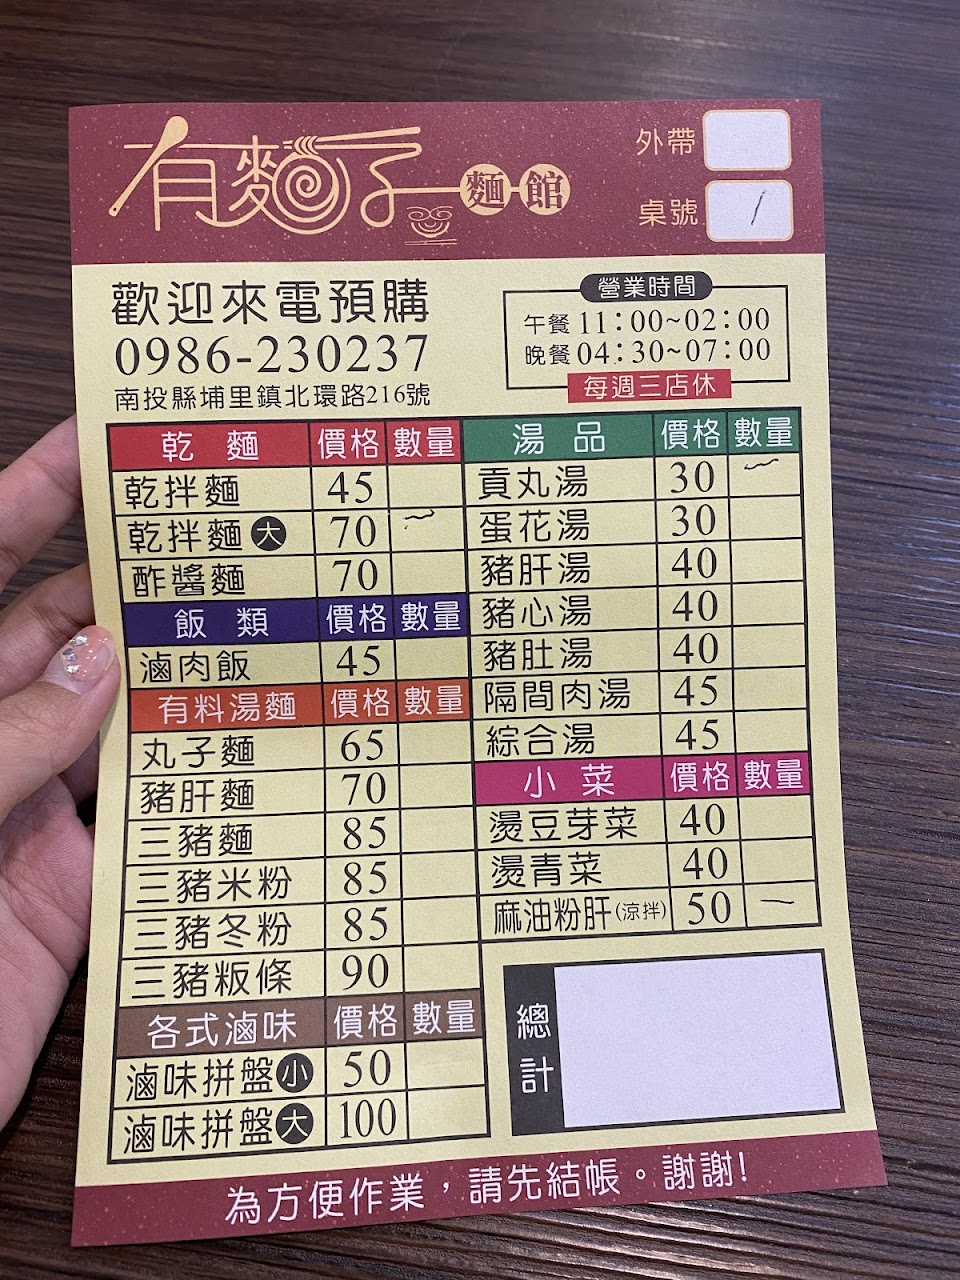 有麵子麵館
外帶
桌號 /
歡迎來電預購
0986-230237
南投縣埔里鎮北環路216號
營業時間
午餐 11:00~02:00
晚餐 04:30~07:00
每週三店休
乾麵 價格 數量
乾拌麵 45
乾拌麵大 70
酢醬麵 70
飯類 價格 數量
滷肉飯 45
有料湯麵 價格 數量
丸子麵 65
豬肝麵 70
三豬麵 85
三豬米粉 85
三豬冬粉 85
三豬粄條 90
各式滷味 價格 數量
滷味拼盤小 50
滷味拼盤大 100
湯品 價格 數量
貢丸湯 30
蛋花湯 30
豬肝湯 40
豬心湯 40
豬肚湯 40
隔間肉湯 45
綜合湯 45
小菜 價格 數量
燙豆芽菜 40
燙青菜 40
麻油粉肝(涼拌) 50 一
總計
為方便作業，請先結帳。謝謝!